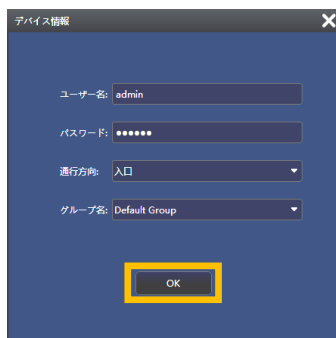 デバイス情報
ユーザー名: admin
パスワード: ●●●●●●
通行方向: 入口
グループ名: Default Group
OK